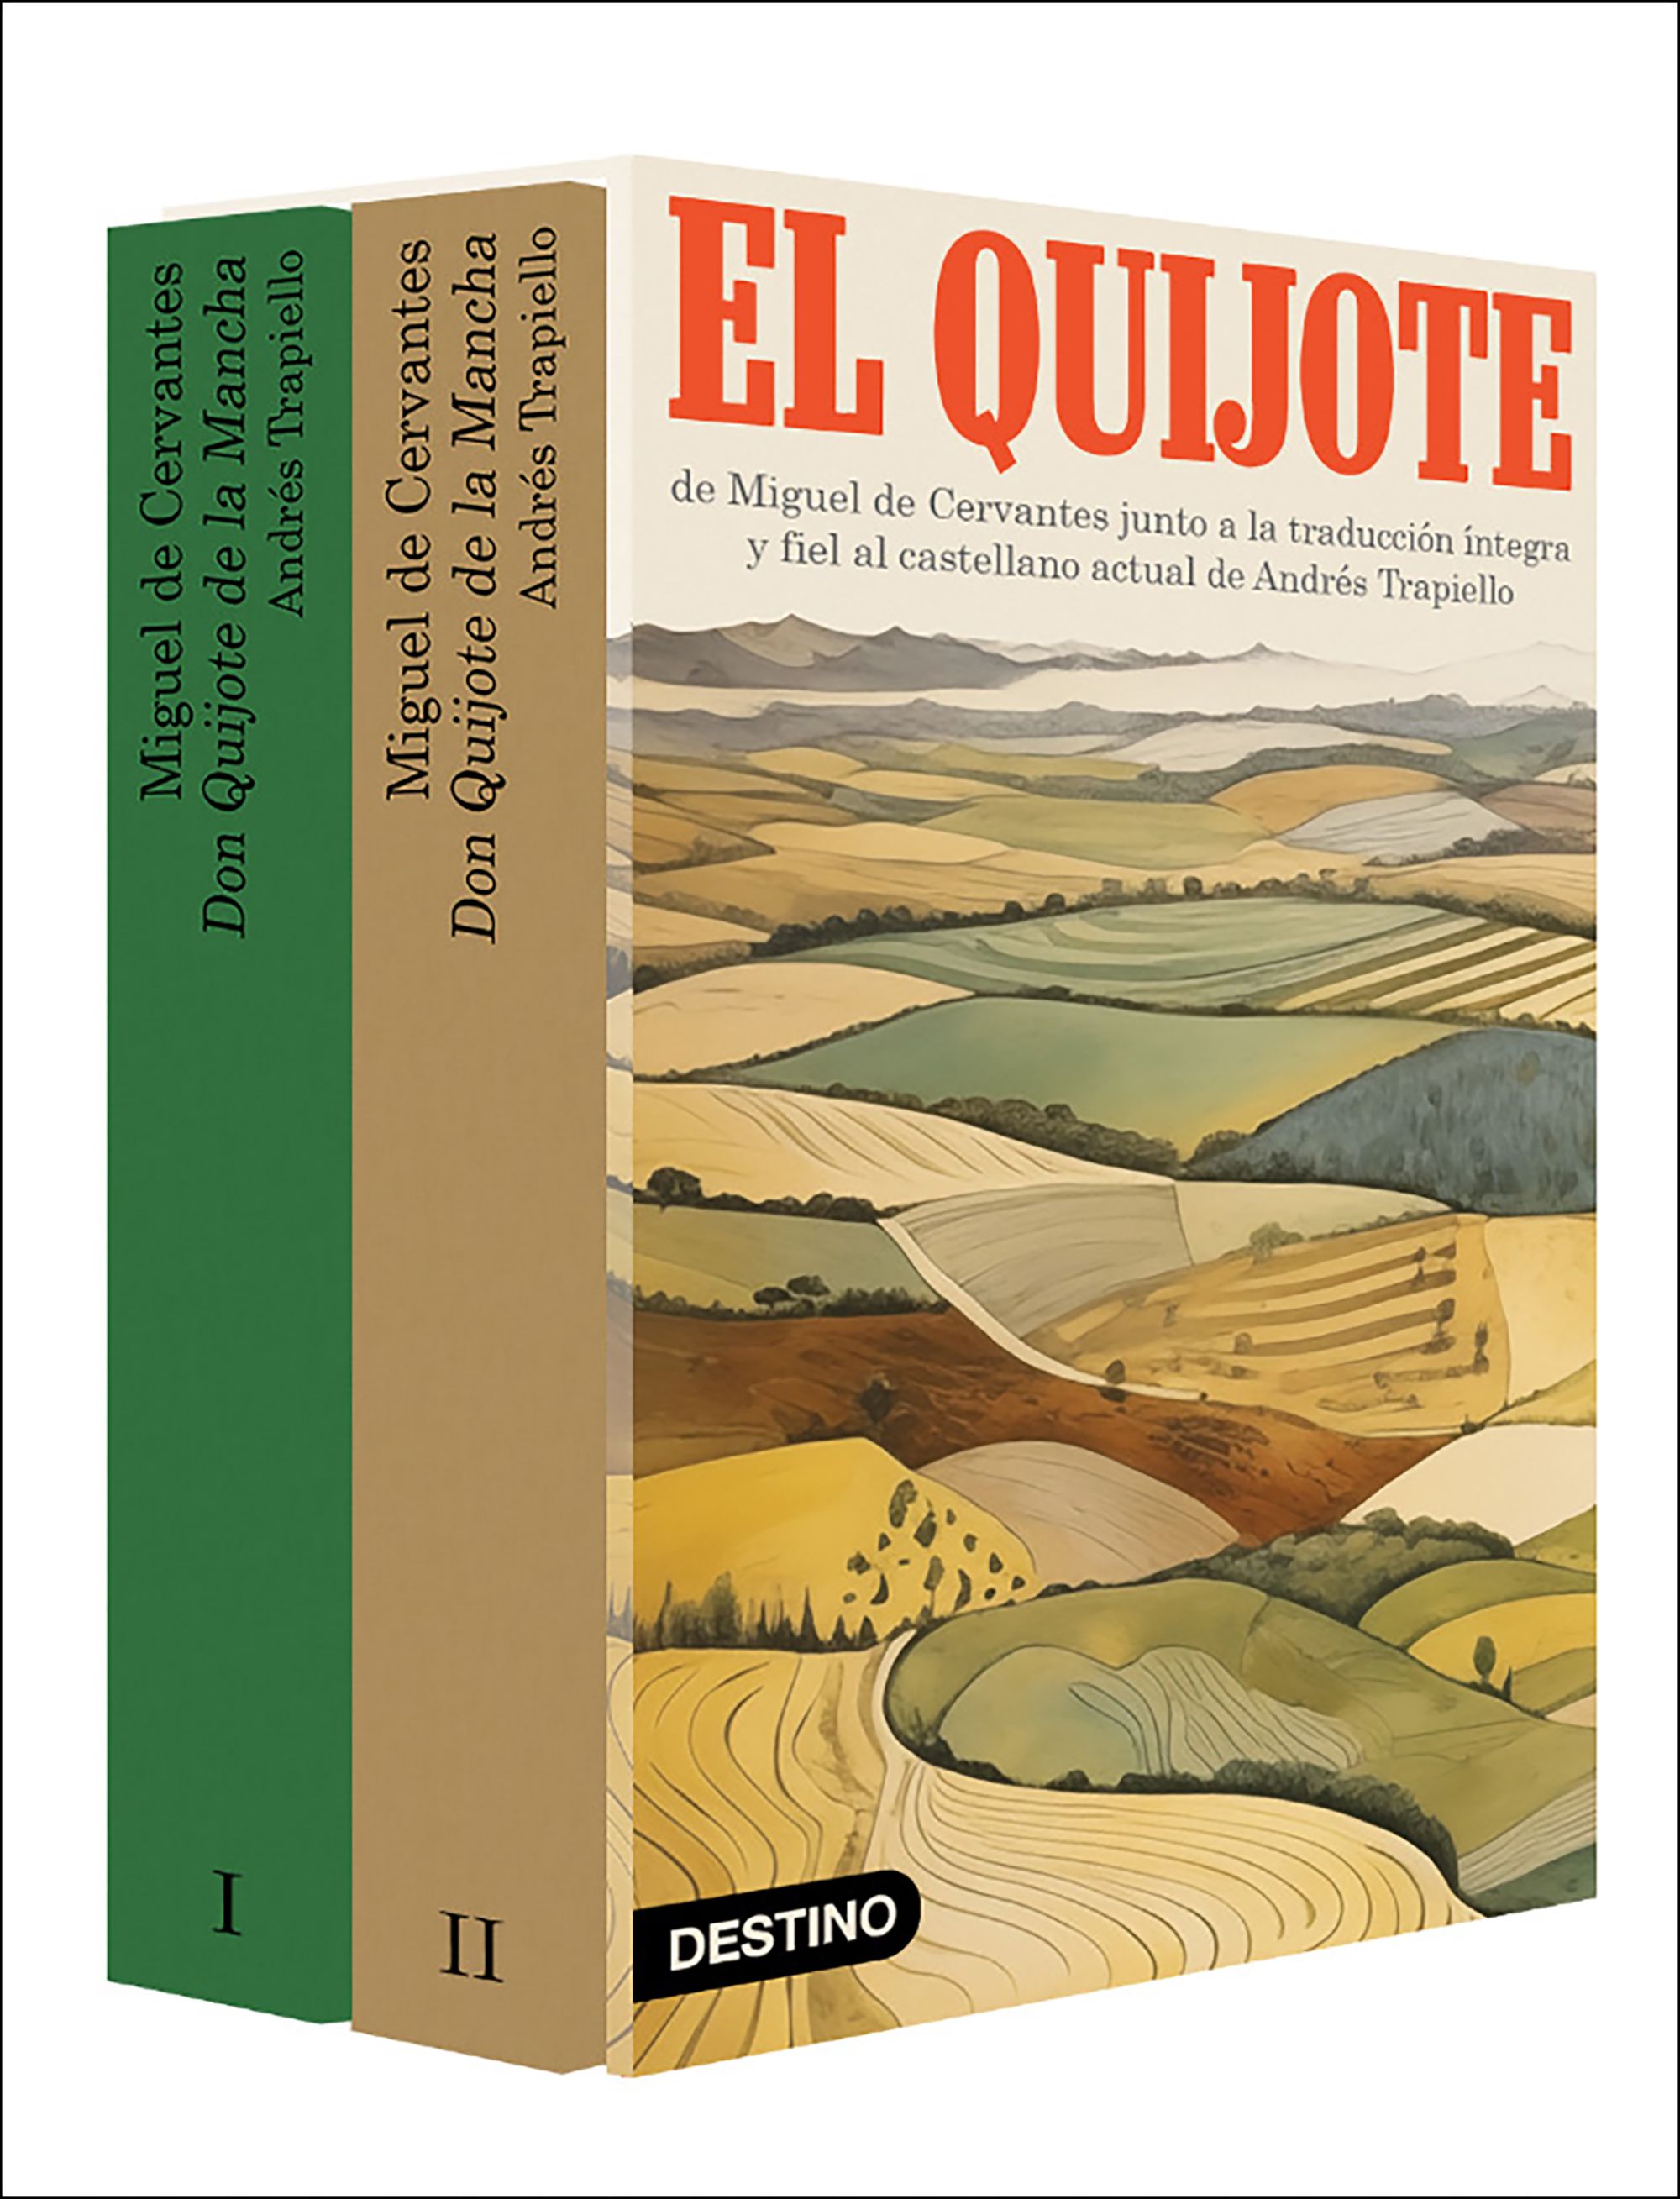 Miguel de Cervantes
Don Quijote de la Mancha
Andrés Trapiello
I
Miguel de Cervantes
Don Quijote de la Mancha
Andrés Trapiello
II
EL QUIJOTE
de Miguel de Cervantes junto a la traducción íntegra
y fiel al castellano actual de Andrés Trapiello
DESTINO